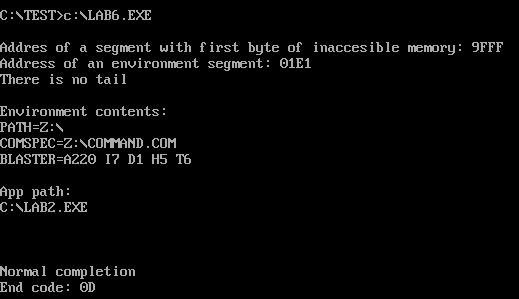 C:\TEST>c:\LAB6.EXE
Addres of a segment with first byte of inaccesible memory: 9FFF
Address of an environment segment: 01E1
There is no tail
Environment contents:
PATH=Z:\
COMSPEC=Z:\COMMAND.COM
BLASTER=A220 I7 D1 H5 T6
App path:
C:\LAB2.EXE
Normal completion
End code: 0D